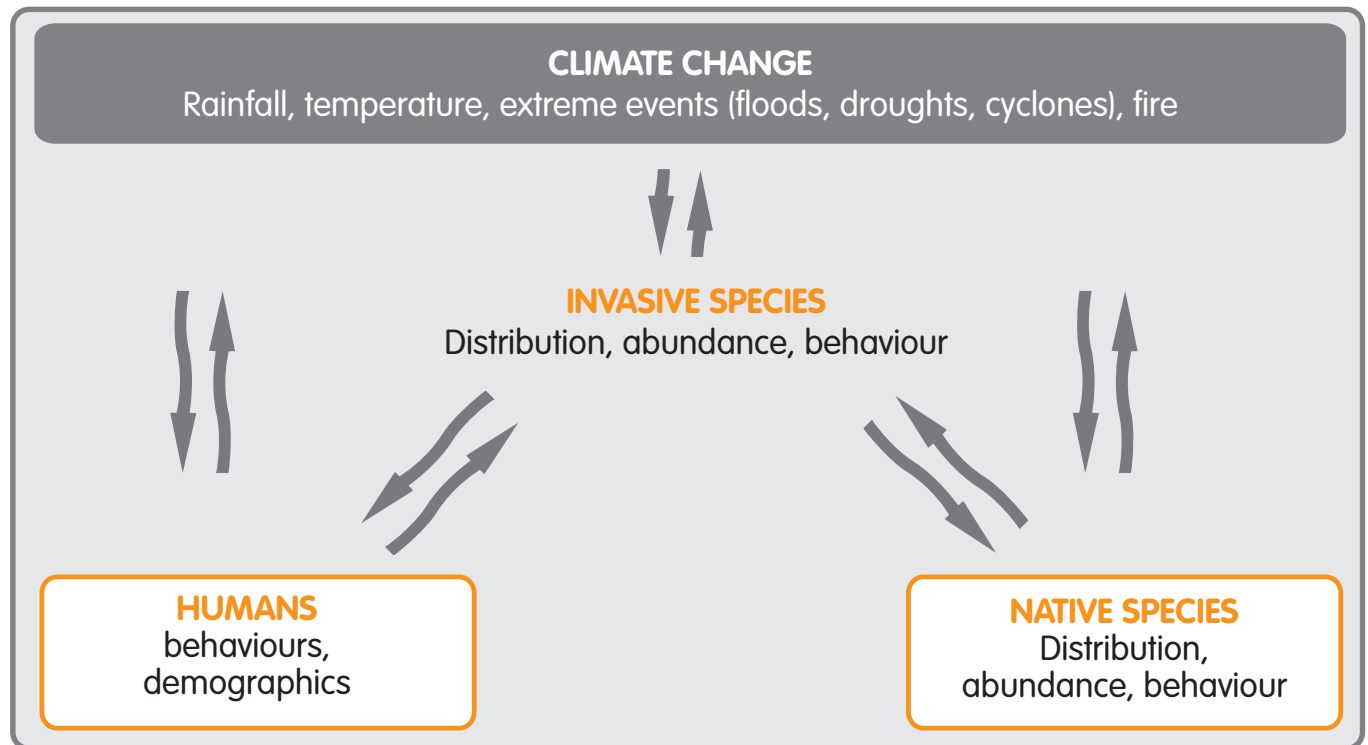 CLIMATE CHANGE
Rainfall, temperature, extreme events (floods, droughts, cyclones), fire
INVASIVE SPECIES
Distribution, abundance, behaviour
HUMANS
behaviours,
demographics
NATIVE SPECIES
Distribution,
abundance, behaviour